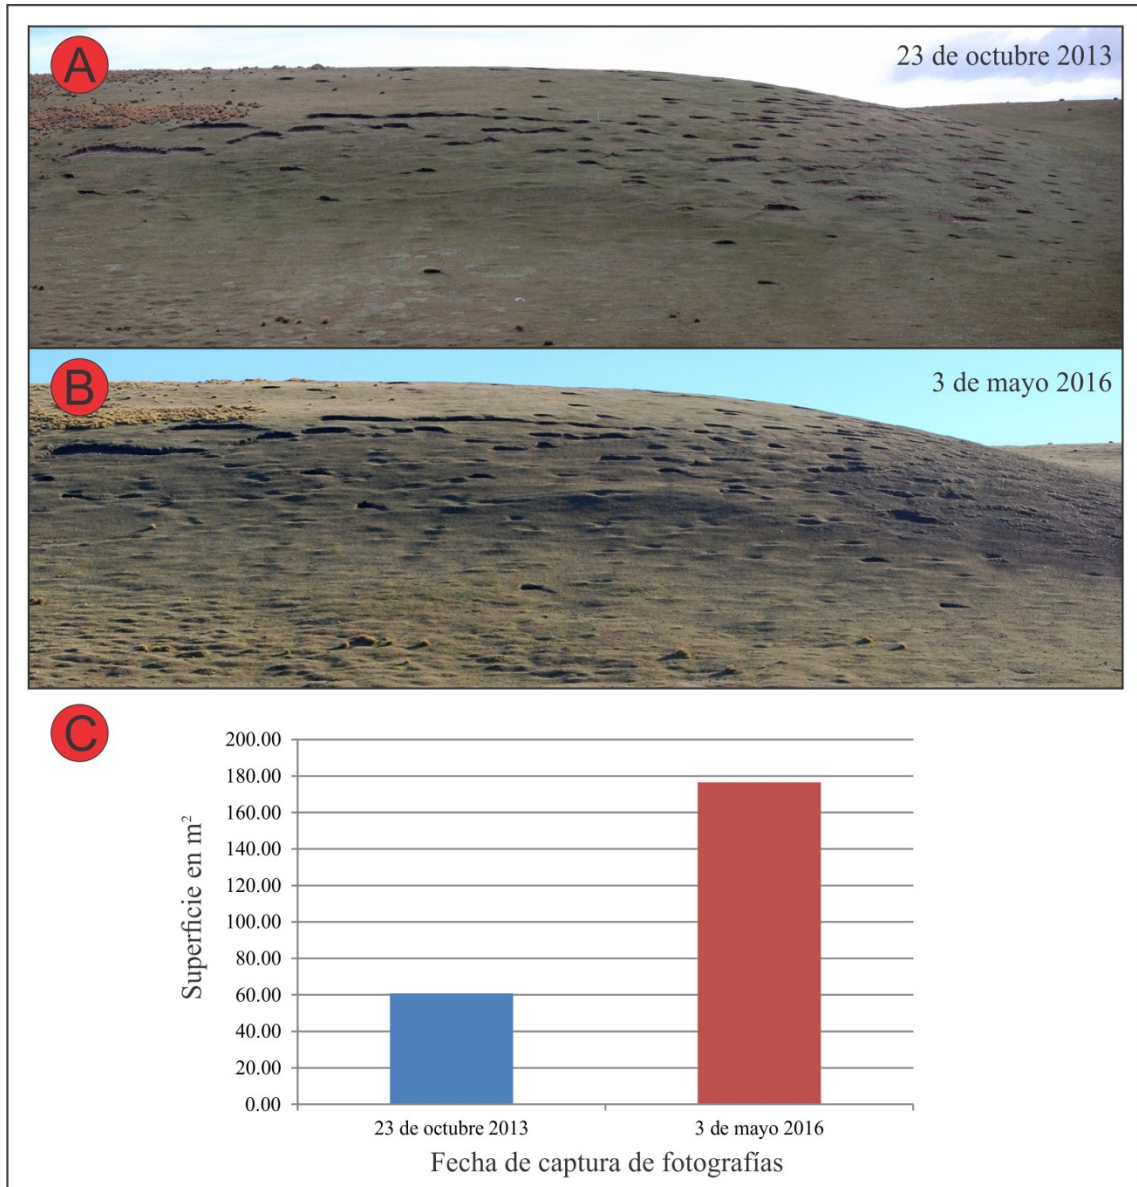 A
23 de octubre 2013
B
3 de mayo 2016
C
200.00
180.00
160.00
140.00
120.00
100.00
80.00
60.00
40.00
20.00
0.00
Superficie en m²
23 de octubre 2013
3 de mayo 2016
Fecha de captura de fotografías